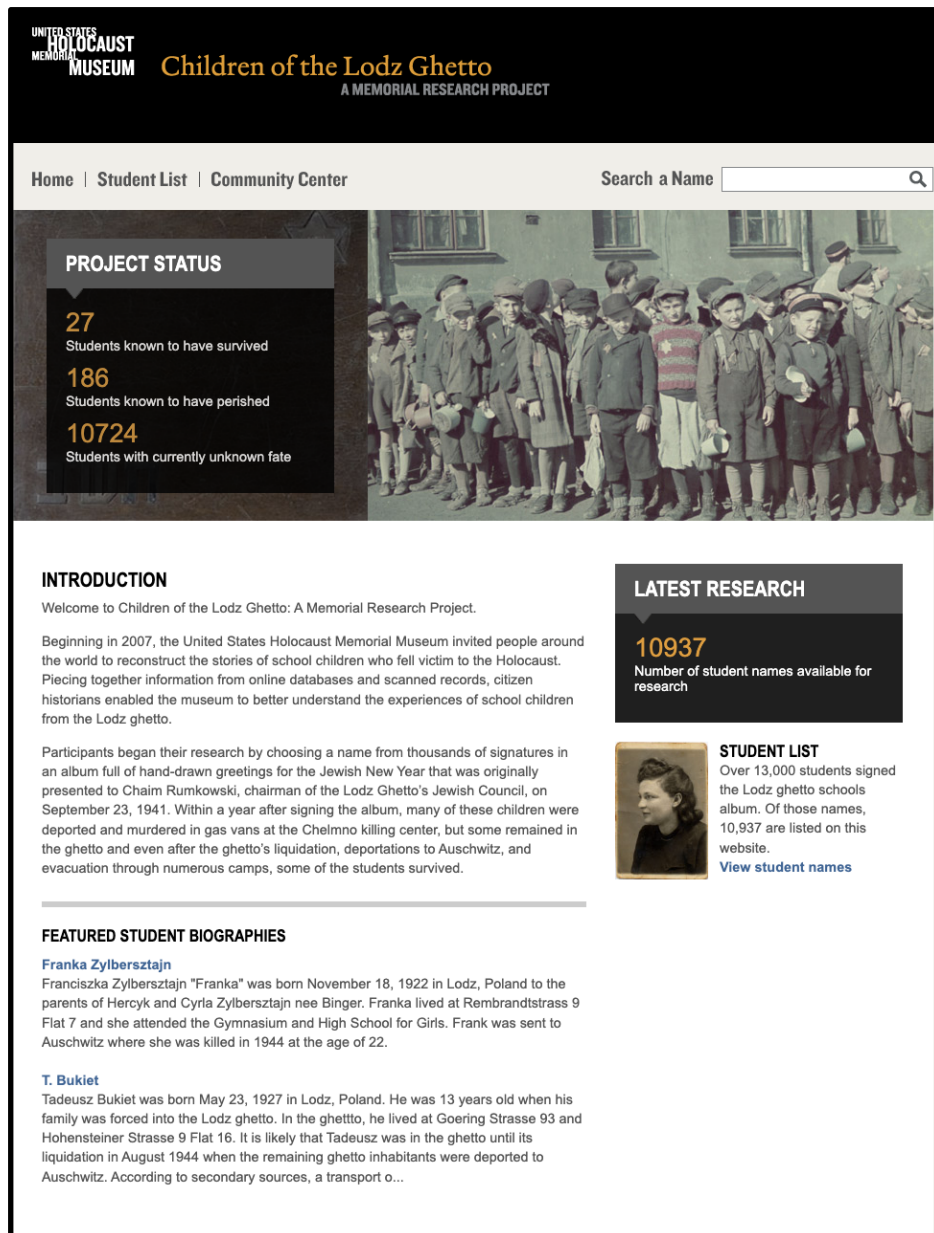 UNITED STATES
HOLOCAUST
MEMORIAL
MUSEUM
Children of the Lodz Ghetto
A MEMORIAL RESEARCH PROJECT
Home | Student List | Community Center
Search a Name
PROJECT STATUS
27
Students known to have survived
186
Students known to have perished
10724
Students with currently unknown fate
INTRODUCTION
Welcome to Children of the Lodz Ghetto: A Memorial Research Project.
Beginning in 2007, the United States Holocaust Memorial Museum invited people around
the world to reconstruct the stories of school children who fell victim to the Holocaust.
Piecing together information from online databases and scanned records, citizen
historians enabled the museum to better understand the experiences of school children
from the Lodz ghetto.
Participants began their research by choosing a name from thousands of signatures in
an album full of hand-drawn greetings for the Jewish New Year that was originally
presented to Chaim Rumkowski, chairman of the Lodz Ghetto's Jewish Council, on
September 23, 1941. Within a year after signing the album, many of these children were
deported and murdered in gas vans at the Chelmno killing center, but some remained in
the ghetto and even after the ghetto's liquidation, deportations to Auschwitz, and
evacuation through numerous camps, some of the students survived.
FEATURED STUDENT BIOGRAPHIES
Franka Zylbersztajn
Franciszka Zylbersztajn "Franka" was born November 18, 1922 in Lodz, Poland to the
parents of Hercyk and Cyrla Zylbersztajn nee Binger. Franka lived at Rembrandtstrass 9
Flat 7 and she attended the Gymnasium and High School for Girls. Frank was sent to
Auschwitz where she was killed in 1944 at the age of 22.
T. Bukiet
Tadeusz Bukiet was born May 23, 1927 in Lodz, Poland. He was 13 years old when his
family was forced into the Lodz ghetto. In the ghettto, he lived at Goering Strasse 93 and
Hohensteiner Strasse 9 Flat 16. It is likely that Tadeusz was in the ghetto until its
liquidation in August 1944 when the remaining ghetto inhabitants were deported to
Auschwitz. According to secondary sources, a transport o...
LATEST RESEARCH
10937
Number of student names available for
research
STUDENT LIST
Over 13,000 students signed
the Lodz ghetto schools
album. Of those names,
10,937 are listed on this
website.
View student names